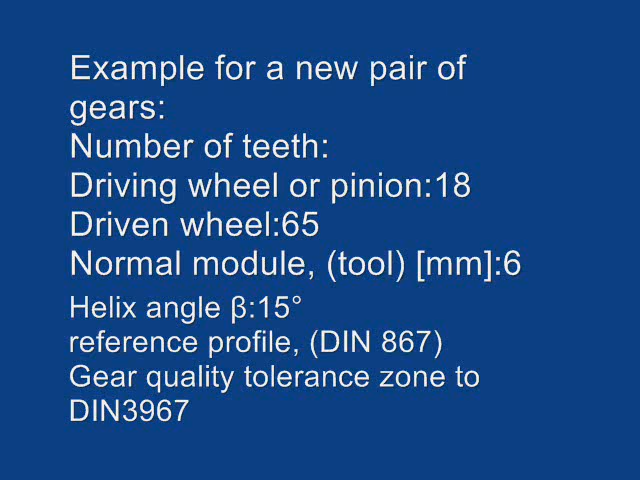 Example for a new pair of
gears:
Number of teeth:
Driving wheel or pinion:18
Driven wheel:65
Normal module, (tool) [mm]:6
Helix angle β:15°
reference profile, (DIN 867)
Gear quality tolerance zone to
DIN3967